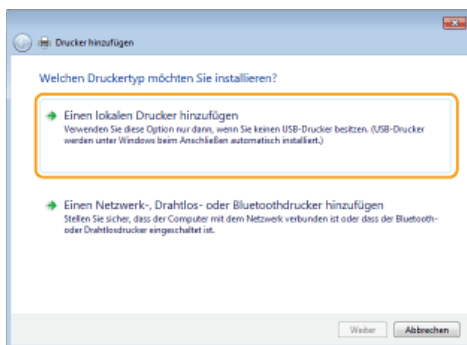 Drucker hinzufügen
Welchen Druckertyp möchten Sie installieren?
Einen lokalen Drucker hinzufügen
Verwenden Sie diese Option nur dann, wenn Sie keinen USB-Drucker besitzen. (USB-Drucker
werden unter Windows beim Anschließen automatisch installiert.)
Einen Netzwerk-, Drahtlos- oder Bluetoothdrucker hinzufügen
Stellen Sie sicher, dass der Computer mit dem Netzwerk verbunden ist oder dass der Bluetooth-
oder Drahtlosdrucker eingeschaltet ist.
Weiter Abbrechen